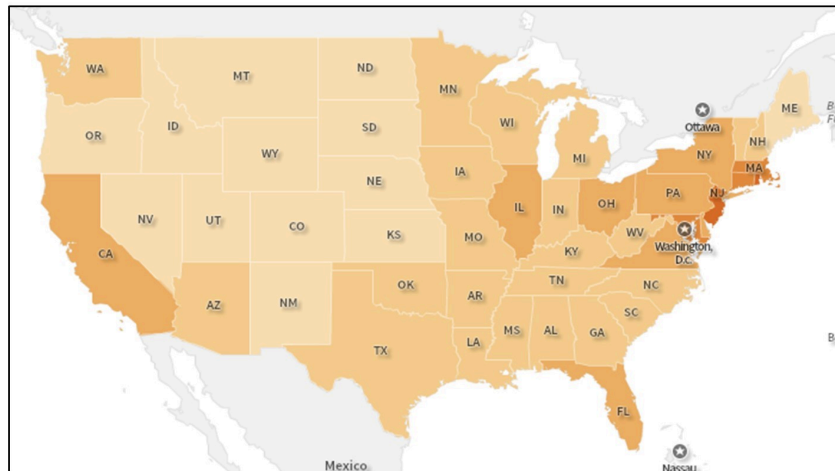 WA
MT
ND
MN
ME
Ottawa
OR
ID
SD
WI
NH
WY
MI
NY
MA
IA
NE
PA
NJ
NV
UT
IL
IN
OH
CO
KS
MO
WV
Washington,
D.c.
CA
KY
AZ
NM
OK
AR
TN
NC
SC
MS
AL
GA
TX
LA
FL
Mexico
Nassau